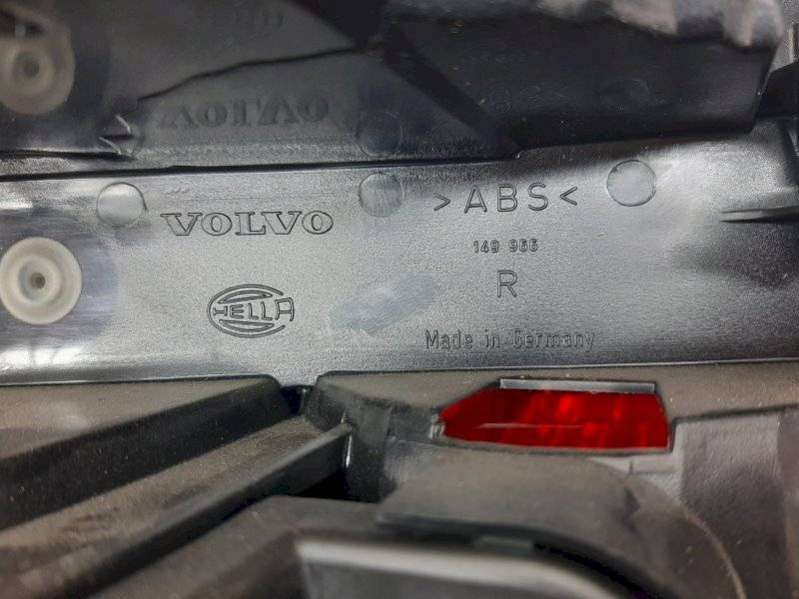 VOLVO
>ABS<
149 966
R
HELLA
Made in Germany